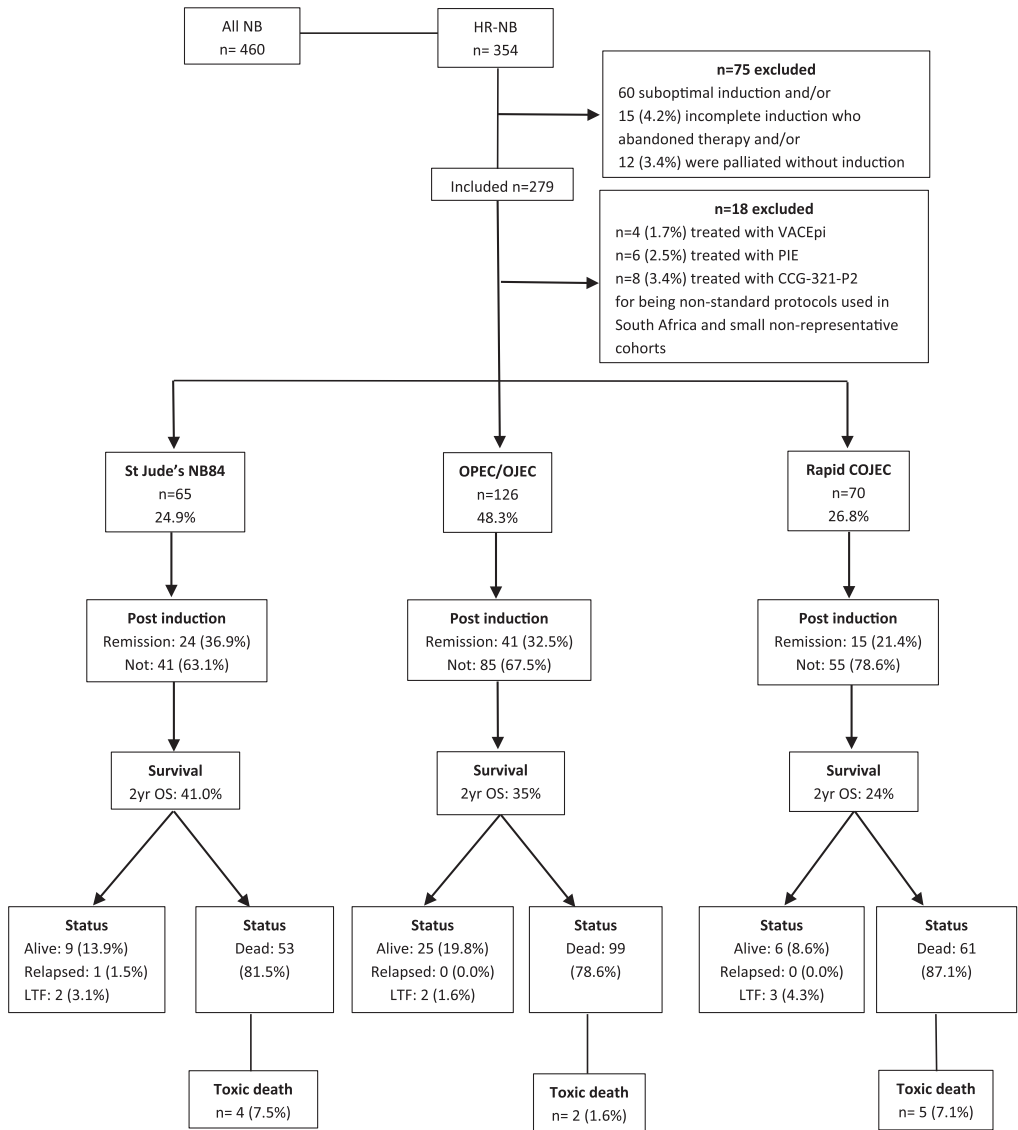 All NB
n= 460
HR-NB
n= 354
n=75 excluded
60 suboptimal induction and/or
15 (4.2%) incomplete induction who
abandoned therapy and/or
12 (3.4%) were palliated without induction
Included n=279
n=18 excluded
n=4 (1.7%) treated with VACEpi
n=6 (2.5%) treated with PIE
n=8 (3.4%) treated with CCG-321-P2
for being non-standard protocols used in
South Africa and small non-representative
cohorts
St Jude's NB84
n=65
24.9%
OPEC/OJEC
n=126
48.3%
Rapid COJEC
n=70
26.8%
Post induction
Remission: 24 (36.9%)
Not: 41 (63.1%)
Post induction
Remission: 41 (32.5%)
Not: 85 (67.5%)
Post induction
Remission: 15 (21.4%)
Not: 55 (78.6%)
Survival
2yr OS: 41.0%
Survival
2yr OS: 35%
Survival
2yr OS: 24%
Status
Alive: 9 (13.9%)
Relapsed: 1 (1.5%)
LTF: 2 (3.1%)
Status
Dead: 53
(81.5%)
Status
Alive: 25 (19.8%)
Relapsed: 0 (0.0%)
LTF: 2 (1.6%)
Status
Dead: 99
(78.6%)
Status
Alive: 6 (8.6%)
Relapsed: 0 (0.0%)
LTF: 3 (4.3%)
Status
Dead: 61
(87.1%)
Toxic death
n= 4 (7.5%)
Toxic death
n= 2 (1.6%)
Toxic death
n= 5 (7.1%)